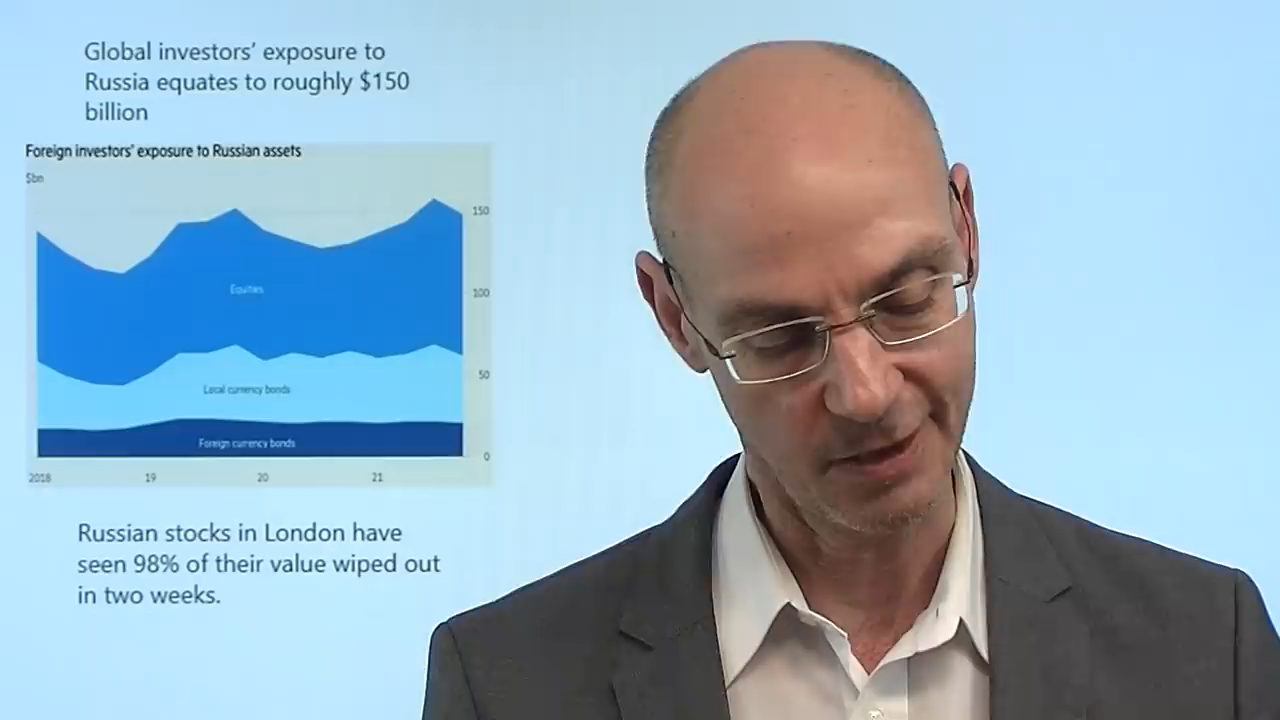 Global investors’ exposure to
Russia equates to roughly $150
billion
Foreign investors’ exposure to Russian assets
$bn
150
Equities
100
50
Local currency bonds
Foreign currency bonds
0
2018 19 20 21
Russian stocks in London have
seen 98% of their value wiped out
in two weeks.